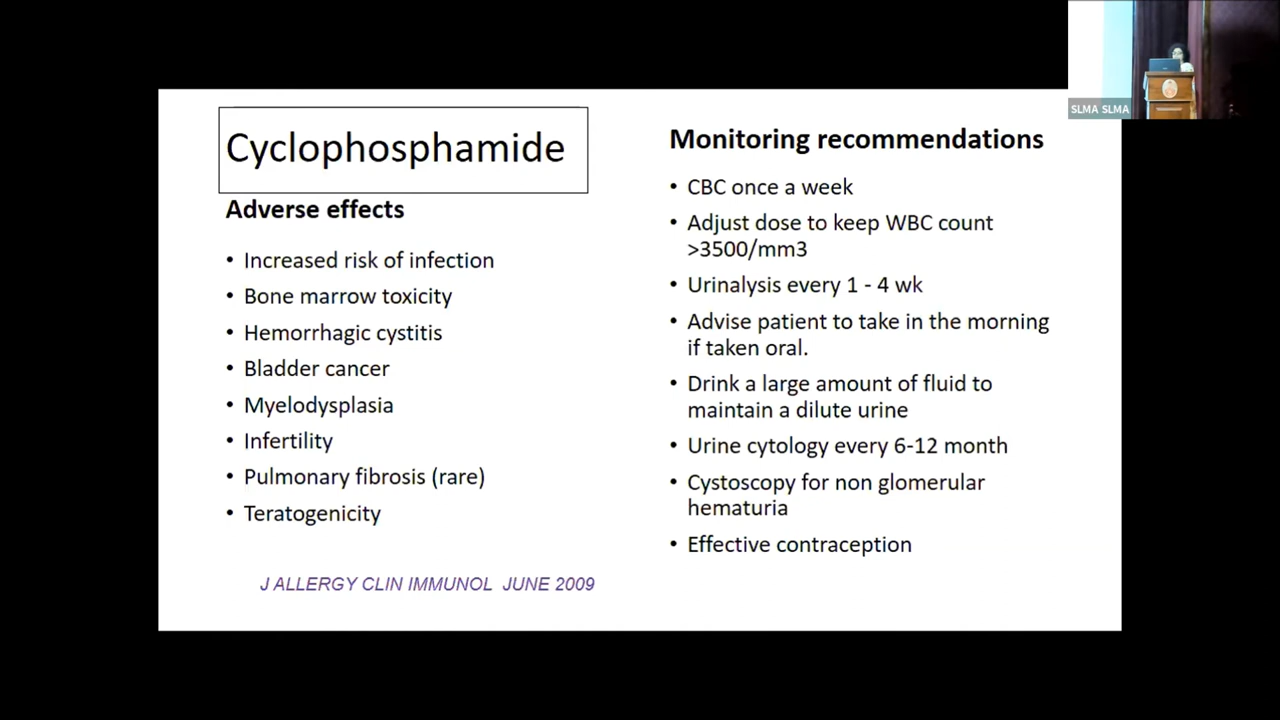 Cyclophosphamide
Adverse effects
• Increased risk of infection
• Bone marrow toxicity
• Hemorrhagic cystitis
• Bladder cancer
• Myelodysplasia
• Infertility
• Pulmonary fibrosis (rare)
• Teratogenicity
J ALLERGY CLIN IMMUNOL JUNE 2009
Monitoring recommendations
• CBC once a week
• Adjust dose to keep WBC count
>3500/mm3
• Urinalysis every 1 - 4 wk
• Advise patient to take in the morning
if taken oral.
• Drink a large amount of fluid to
maintain a dilute urine
• Urine cytology every 6-12 month
• Cystoscopy for non glomerular
hematuria
• Effective contraception
SLMA SLMA